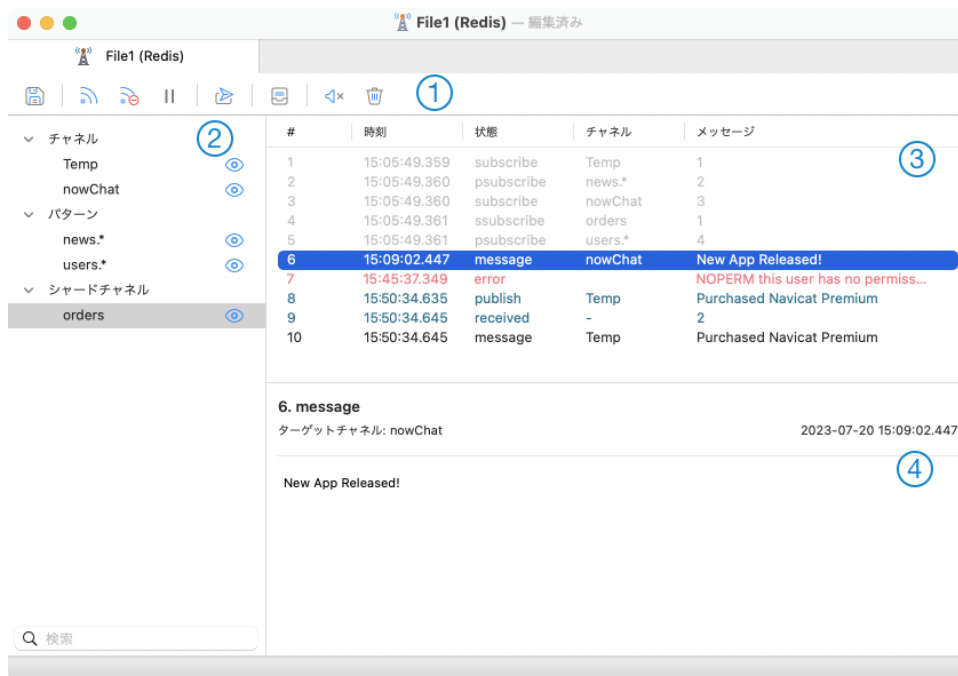 File1 (Redis) — 編集済み
File1 (Redis)
1
2
チャネル
Temp
nowChat
パターン
news.*
users.*
シャードチャネル
orders
検索
# 時刻 状態 チャネル メッセージ
3
1 15:05:49.359 subscribe Temp 1
2 15:05:49.360 psubscribe news.* 2
3 15:05:49.360 subscribe nowChat 3
4 15:05:49.361 ssubscribe orders 1
5 15:05:49.361 psubscribe users.* 4
6 15:09:02.447 message nowChat New App Released!
7 15:45:37.349 error NOPERM this user has no permiss...
8 15:50:34.635 publish Temp Purchased Navicat Premium
9 15:50:34.645 received - 2
10 15:50:34.645 message Temp Purchased Navicat Premium
6. message
ターゲットチャネル: nowChat 2023-07-20 15:09:02.447
4
New App Released!